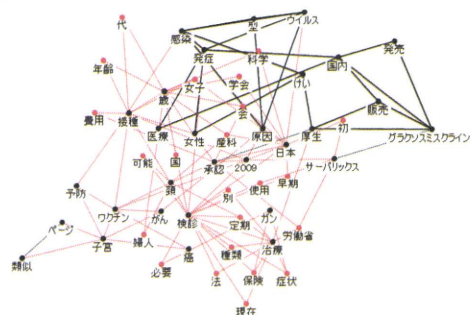 代
型
ウイルス
感染
発症
科学
発売
国内
年齢
歳
女子
学会
けい
費用
接種
会
販売
医療
女性
原因
厚生
初
グラクソスミスクライン
産科
日本
可能
国
承認
2009
サーバリックス
頸
別
使用
早期
予防
ワクチン
がん
検診
ガン
ページ
定期
労働省
子宮
婦人
癌
種類
治療
類似
必要
法
保険
症状
現在